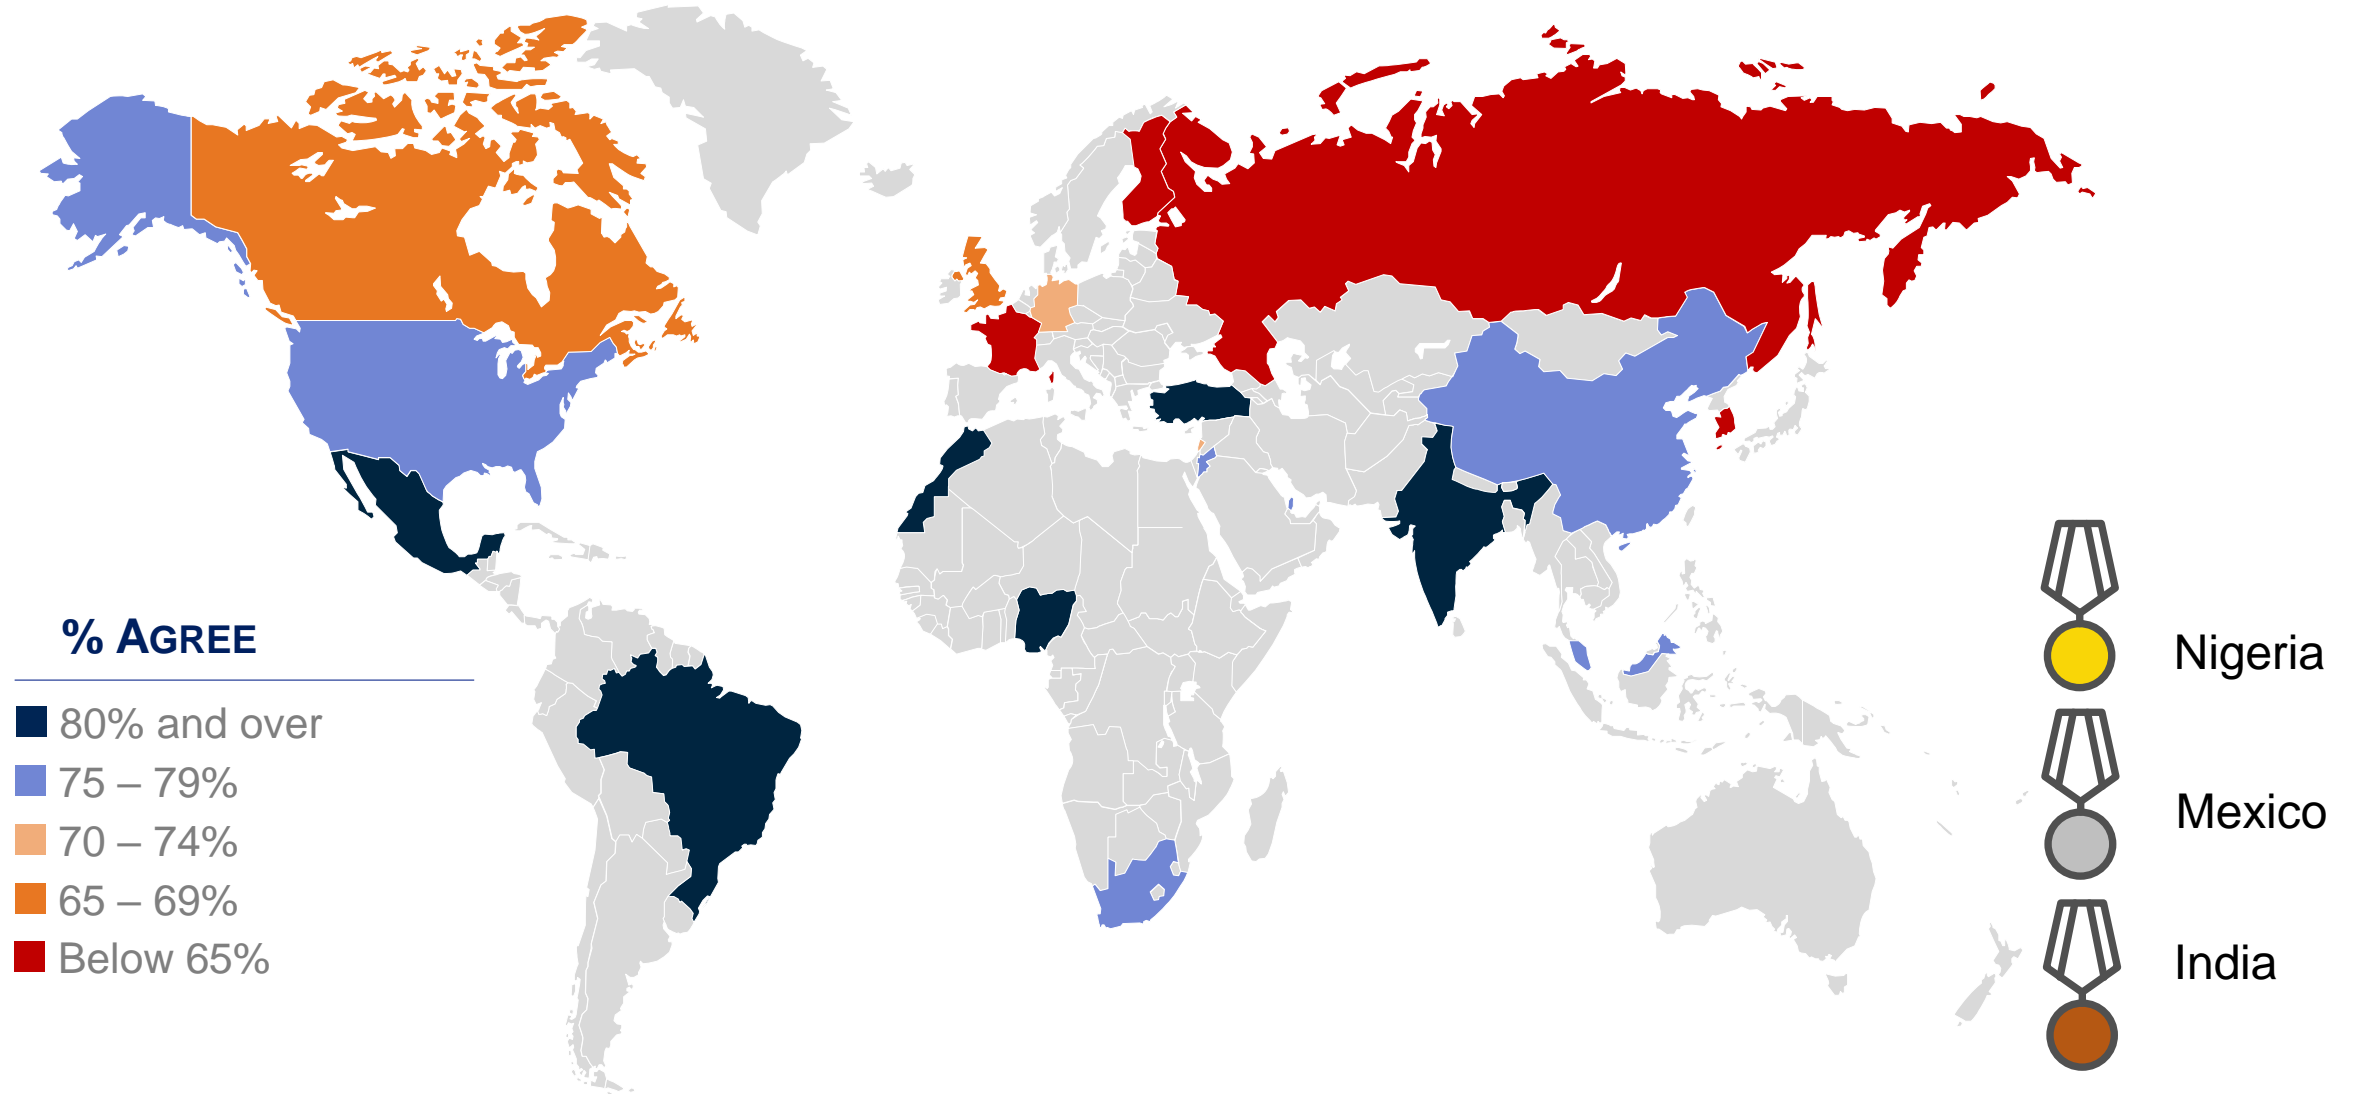 % AGREE
80% and over
75 – 79%
70 – 74%
65 – 69%
Below 65%
Nigeria
Mexico
India